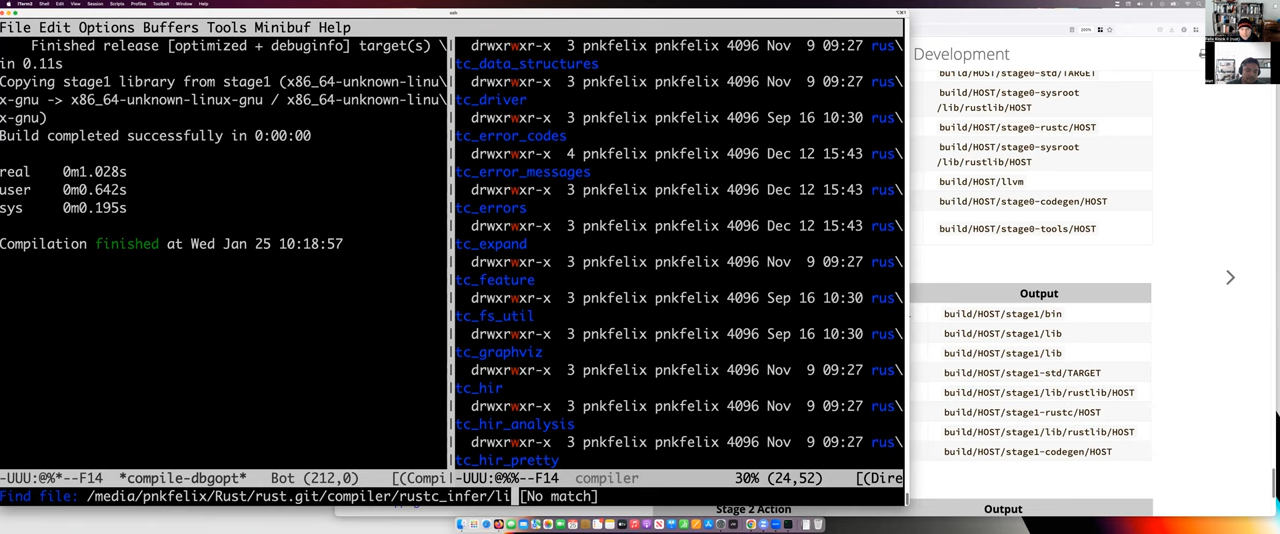 iTerm2 Shell Edit View Session Scripts Profiles Toolbelt Window Help
ssh
File Edit Options Buffers Tools Minibuf Help
Finished release [optimized + debuginfo] target(s) \
in 0.11s
Copying stage1 library from stage1 (x86_64-unknown-linu\
x-gnu -> x86_64-unknown-linux-gnu / x86_64-unknown-linu\
x-gnu)
Build completed successfully in 0:00:00
real 0m1.028s
user 0m0.642s
sys 0m0.195s
Compilation finished at Wed Jan 25 10:18:57
-UUU:@%*--F14 *compile-dbgopt* Bot (212,0) [(Compi
drwxrwxr-x 3 pnkfelix pnkfelix 4096 Nov 9 09:27 rus\
tc_data_structures
drwxrwxr-x 3 pnkfelix pnkfelix 4096 Nov 9 09:27 rus\
tc_driver
drwxrwxr-x 3 pnkfelix pnkfelix 4096 Sep 16 10:30 rus\
tc_error_codes
drwxrwxr-x 4 pnkfelix pnkfelix 4096 Dec 12 15:43 rus\
tc_error_messages
drwxrwxr-x 3 pnkfelix pnkfelix 4096 Dec 12 15:43 rus\
tc_errors
drwxrwxr-x 3 pnkfelix pnkfelix 4096 Dec 12 15:43 rus\
tc_expand
drwxrwxr-x 3 pnkfelix pnkfelix 4096 Nov 9 09:27 rus\
tc_feature
drwxrwxr-x 3 pnkfelix pnkfelix 4096 Sep 16 10:30 rus\
tc_fs_util
drwxrwxr-x 3 pnkfelix pnkfelix 4096 Sep 16 10:30 rus\
tc_graphviz
drwxrwxr-x 3 pnkfelix pnkfelix 4096 Nov 9 09:27 rus\
tc_hir
drwxrwxr-x 3 pnkfelix pnkfelix 4096 Nov 9 09:27 rus\
tc_hir_analysis
drwxrwxr-x 3 pnkfelix pnkfelix 4096 Nov 9 09:27 rus\
tc_hir_pretty
-UUU:@%%--F14 compiler 30% (24,52) [(Dire
Find file: /media/pnkfelix/Rust/rust.git/compiler/rustc_infer/li [No match]
200%
Development
build/HOST/stage0-std/TARGET
build/HOST/stage0-sysroot
/lib/rustlib/HOST
build/HOST/stage0-rustc/HOST
build/HOST/stage0-sysroot
/lib/rustlib/HOST
build/HOST/llvm
build/HOST/stage0-codegen/HOST
build/HOST/stage0-tools/HOST
Output
build/HOST/stage1/bin
build/HOST/stage1/lib
build/HOST/stage1/lib
build/HOST/stage1-std/TARGET
build/HOST/stage1/lib/rustlib/HOST
build/HOST/stage1-rustc/HOST
build/HOST/stage1/lib/rustlib/HOST
build/HOST/stage1-codegen/HOST
Stage 2 Action Output